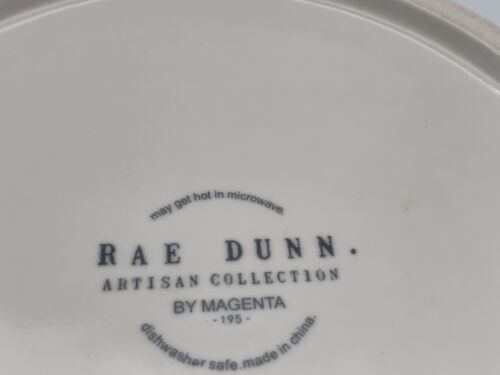 may get hot in microwave.
RAE DUNN.
ARTISAN COLLECTION
BY MAGENTA
- 195 -
dishwasher safe.made in china.